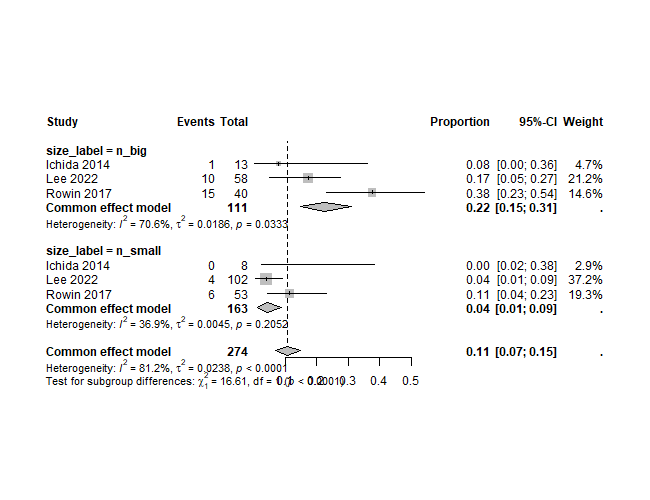 Study Events Total Proportion 95%-CI Weight
size_label = n_big
Ichida 2014 1 13 0.08 [0.00; 0.36] 4.7%
Lee 2022 10 58 0.17 [0.05; 0.27] 21.2%
Rowin 2017 15 40 0.38 [0.23; 0.54] 14.6%
Common effect model 111 0.22 [0.15; 0.31] .
Heterogeneity: I² = 70.6%, τ² = 0.0186, p = 0.0333
size_label = n_small
Ichida 2014 0 8 0.00 [0.02; 0.38] 2.9%
Lee 2022 4 102 0.04 [0.01; 0.09] 37.2%
Rowin 2017 6 53 0.11 [0.04; 0.23] 19.3%
Common effect model 163 0.04 [0.01; 0.09] .
Heterogeneity: I² = 36.9%, τ² = 0.0045, p = 0.2052
Common effect model 274 0.11 [0.07; 0.15] .
Heterogeneity: I² = 81.2%, τ² = 0.0238, p < 0.0001
Test for subgroup differences: χ²₁ = 16.61, df = 1 (p < 0.0001)
0.1 0.2 0.3 0.4 0.5